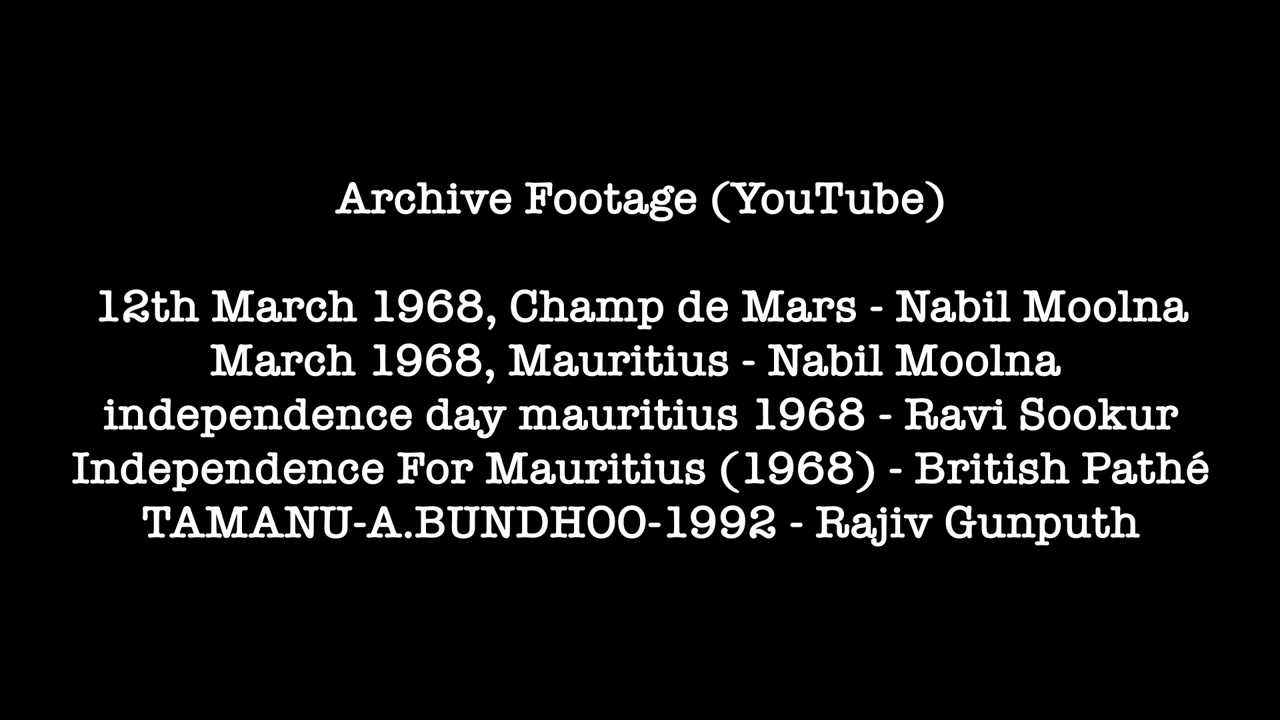 Archive Footage (YouTube)
12th March 1968, Champ de Mars - Nabil Moolna
March 1968, Mauritius - Nabil Moolna
independence day mauritius 1968 - Ravi Sookur
Independence For Mauritius (1968) - British Pathé
TAMANU-A.BUNDHOO-1992 - Rajiv Gunputh